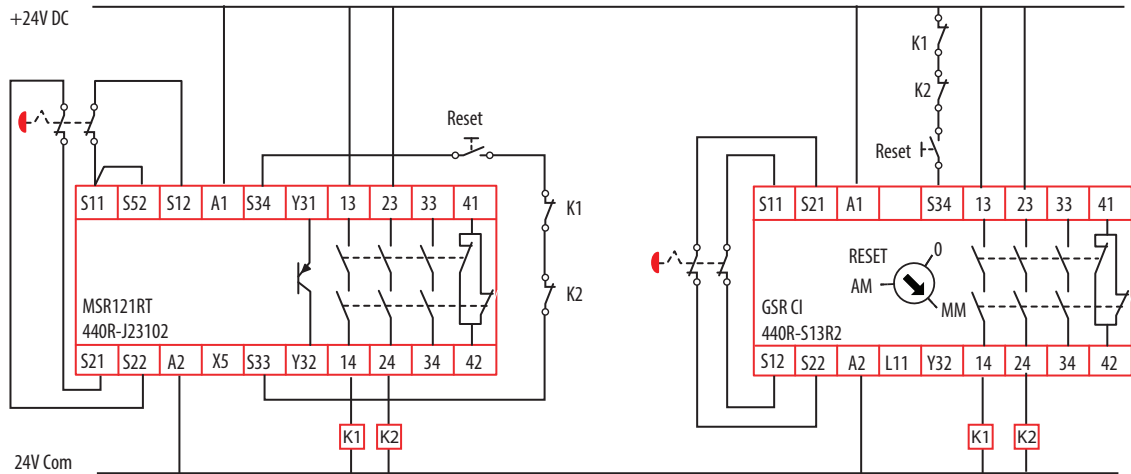 +24V DC
K1
K2
Reset
Reset
S11 S52 S12 A1 S34 Y31 13 23 33 41
S11 S21 A1 S34 13 23 33 41
K1
K2
RESET
0
AM
MM
MSR121RT
440R-J23102
GSR CI
440R-S13R2
S21 S22 A2 X5 S33 Y32 14 24 34 42
S12 S22 A2 L11 Y32 14 24 34 42
K1 K2
K1 K2
24V Com